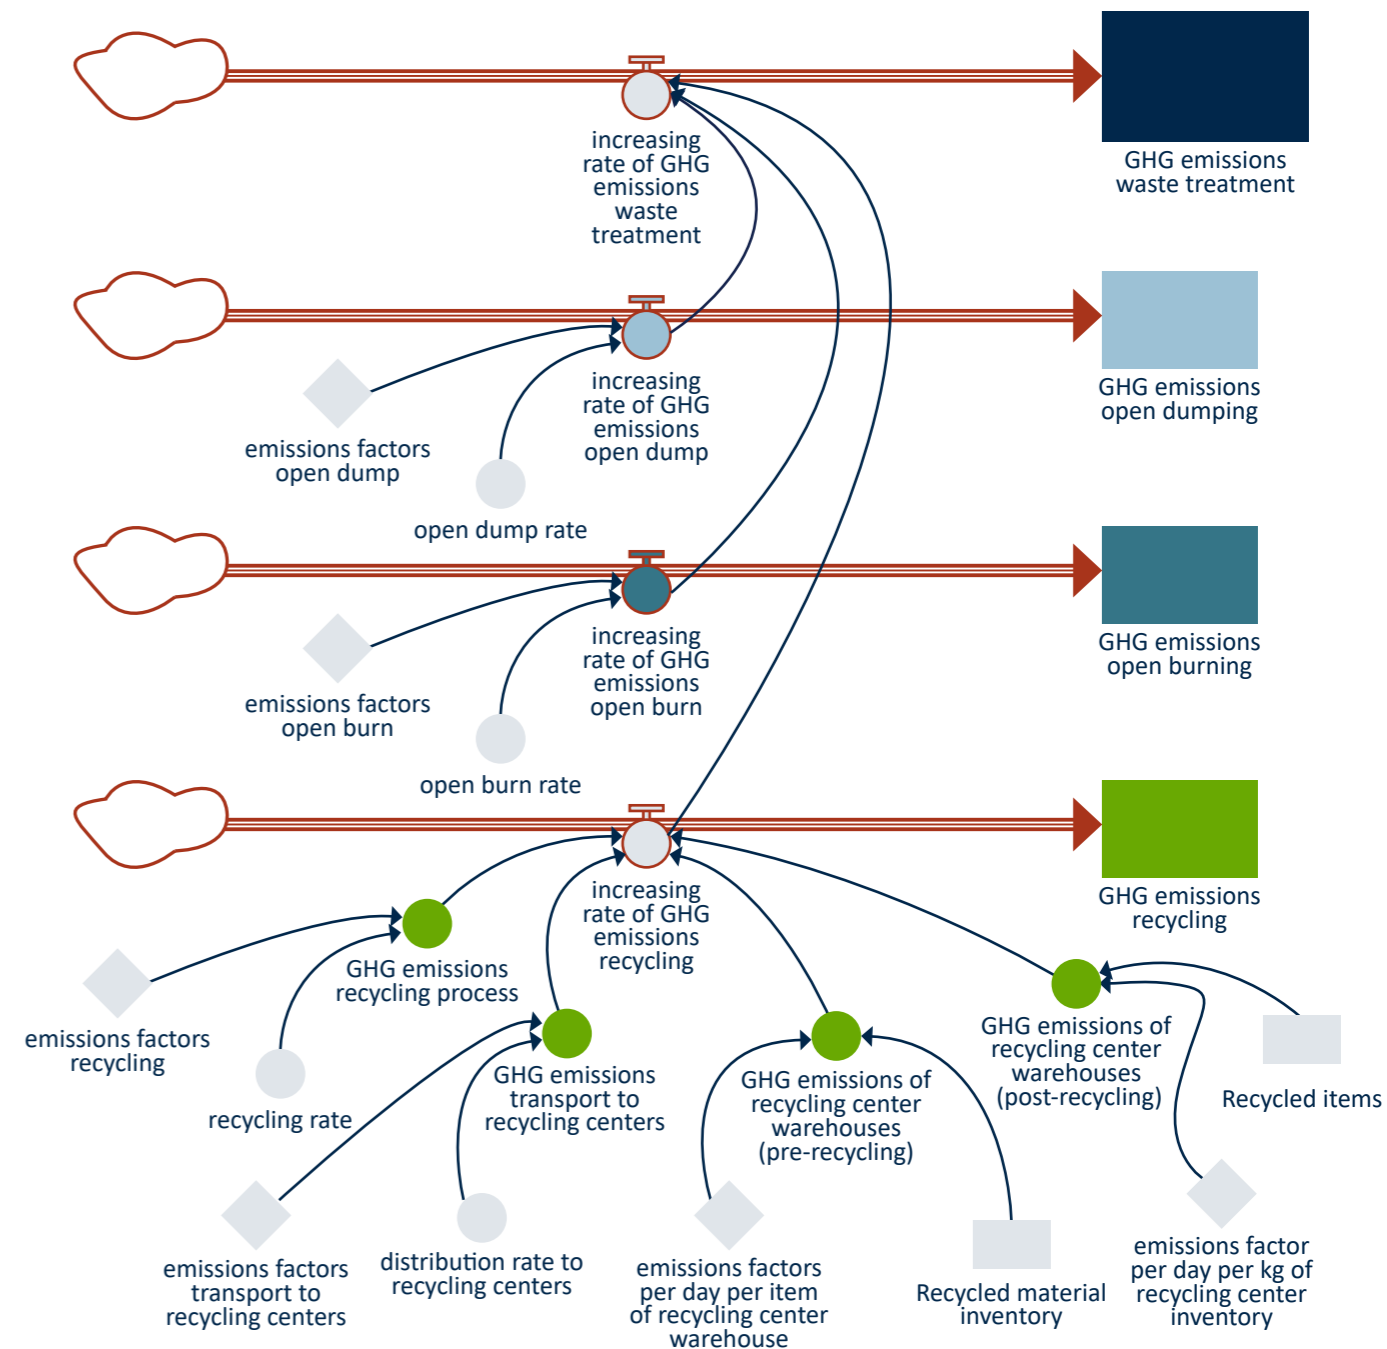 increasing
rate of GHG
emissions
waste
treatment
GHG emissions
waste treatment
increasing
rate of GHG
emissions
open dump
GHG emissions
open dumping
emissions factors
open dump
open dump rate
increasing
rate of GHG
emissions
open burn
GHG emissions
open burning
emissions factors
open burn
open burn rate
increasing
rate of GHG
emissions
recycling
GHG emissions
recycling
GHG emissions
recycling process
emissions factors
recycling
recycling rate
GHG emissions
transport to
recycling centers
GHG emissions of
recycling center
warehouses
(pre-recycling)
GHG emissions of
recycling center
warehouses
(post-recycling)
Recycled items
emissions factors
transport to
recycling centers
distribution rate to
recycling centers
emissions factors
per day per item
of recycling center
warehouse
Recycled material
inventory
emissions factor
per day per kg of
recycling center
inventory